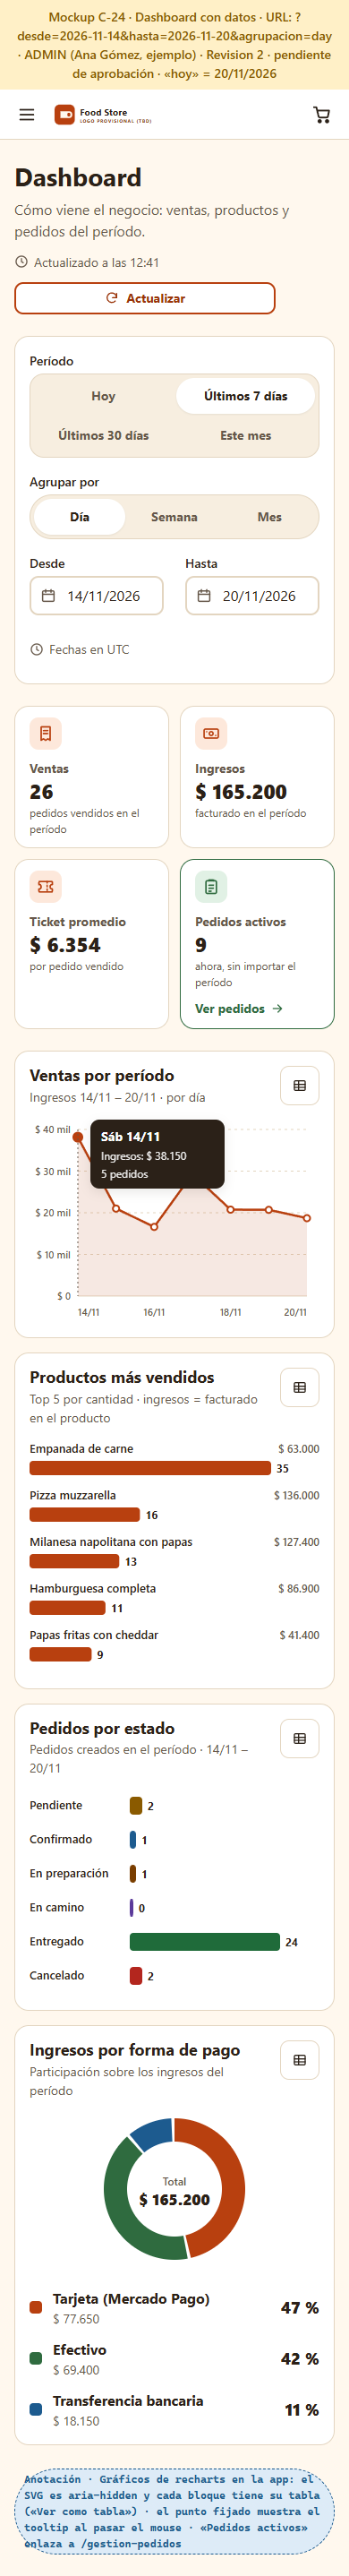 Mockup C-24 · Dashboard con datos · URL: ?
desde=2026-11-14&hasta=2026-11-20&agrupacion=day
· ADMIN (Ana Gómez, ejemplo) · Revision 2 · pendiente
de aprobación · «hoy» = 20/11/2026
Food Store
LOGO PROVISIONAL (TBD)
Dashboard
Cómo viene el negocio: ventas, productos y
pedidos del período.
Actualizado a las 12:41
Actualizar
Período
Hoy
Últimos 7 días
Últimos 30 días
Este mes
Agrupar por
Día
Semana
Mes
Desde
Hasta
14/11/2026
20/11/2026
Fechas en UTC
Ventas
26
pedidos vendidos en el
período
Ingresos
$ 165.200
facturado en el período
Ticket promedio
$ 6.354
por pedido vendido
Pedidos activos
9
ahora, sin importar el
período
Ver pedidos →
Ventas por período
Ingresos 14/11 – 20/11 · por día
$ 40 mil
$ 30 mil
$ 20 mil
$ 10 mil
$ 0
Sáb 14/11
Ingresos: $ 38.150
5 pedidos
14/11
16/11
18/11
20/11
Productos más vendidos
Top 5 por cantidad · ingresos = facturado
en el producto
Empanada de carne
$ 63.000
35
Pizza muzzarella
$ 136.000
16
Milanesa napolitana con papas
$ 127.400
13
Hamburguesa completa
$ 86.900
11
Papas fritas con cheddar
$ 41.400
9
Pedidos por estado
Pedidos creados en el período · 14/11 –
20/11
Pendiente
2
Confirmado
1
En preparación
1
En camino
0
Entregado
24
Cancelado
2
Ingresos por forma de pago
Participación sobre los ingresos del
período
Total
$ 165.200
Tarjeta (Mercado Pago)
$ 77.650
47 %
Efectivo
$ 69.400
42 %
Transferencia bancaria
$ 18.150
11 %
Anotación · Gráficos de recharts en la app: el
SVG es aria-hidden y cada bloque tiene su tabla
(«Ver como tabla») · el punto fijado muestra el
tooltip al pasar el mouse · «Pedidos activos»
enlaza a /gestion-pedidos